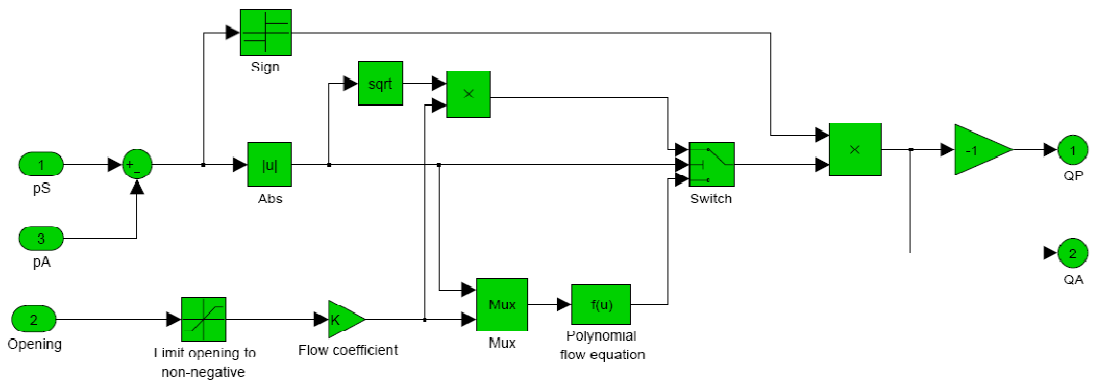 Sign
sqrt
×
1
pS
+
−
|u|
Abs
Switch
×
-1
1
QP
3
pA
2
QA
2
Opening
Limit opening to
non-negative
K
Flow coefficient
Mux
Mux
f(u)
Polynomial
flow equation